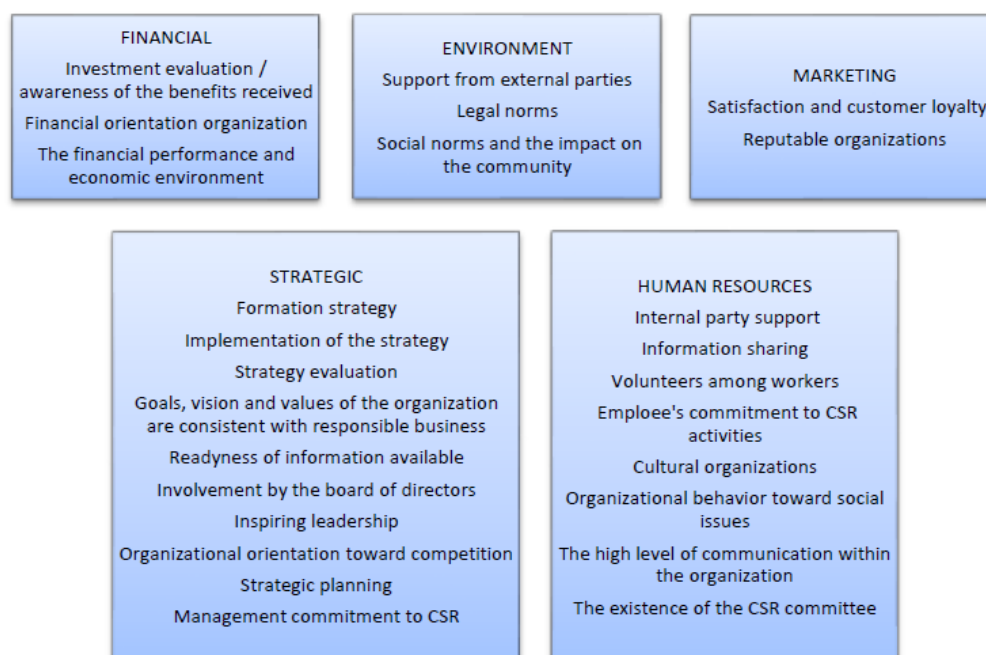 FINANCIAL
Investment evaluation /
awareness of the benefits received
Financial orientation organization
The financial performance and
economic environment
ENVIRONMENT
Support from external parties
Legal norms
Social norms and the impact on
the community
MARKETING
Satisfaction and customer loyalty
Reputable organizations
STRATEGIC
Formation strategy
Implementation of the strategy
Strategy evaluation
Goals, vision and values of the organization
are consistent with responsible business
Readyness of information available
Involvement by the board of directors
Inspiring leadership
Organizational orientation toward competition
Strategic planning
Management commitment to CSR
HUMAN RESOURCES
Internal party support
Information sharing
Volunteers among workers
Emploee's commitment to CSR
activities
Cultural organizations
Organizational behavior toward social
issues
The high level of communication within
the organization
The existence of the CSR committee